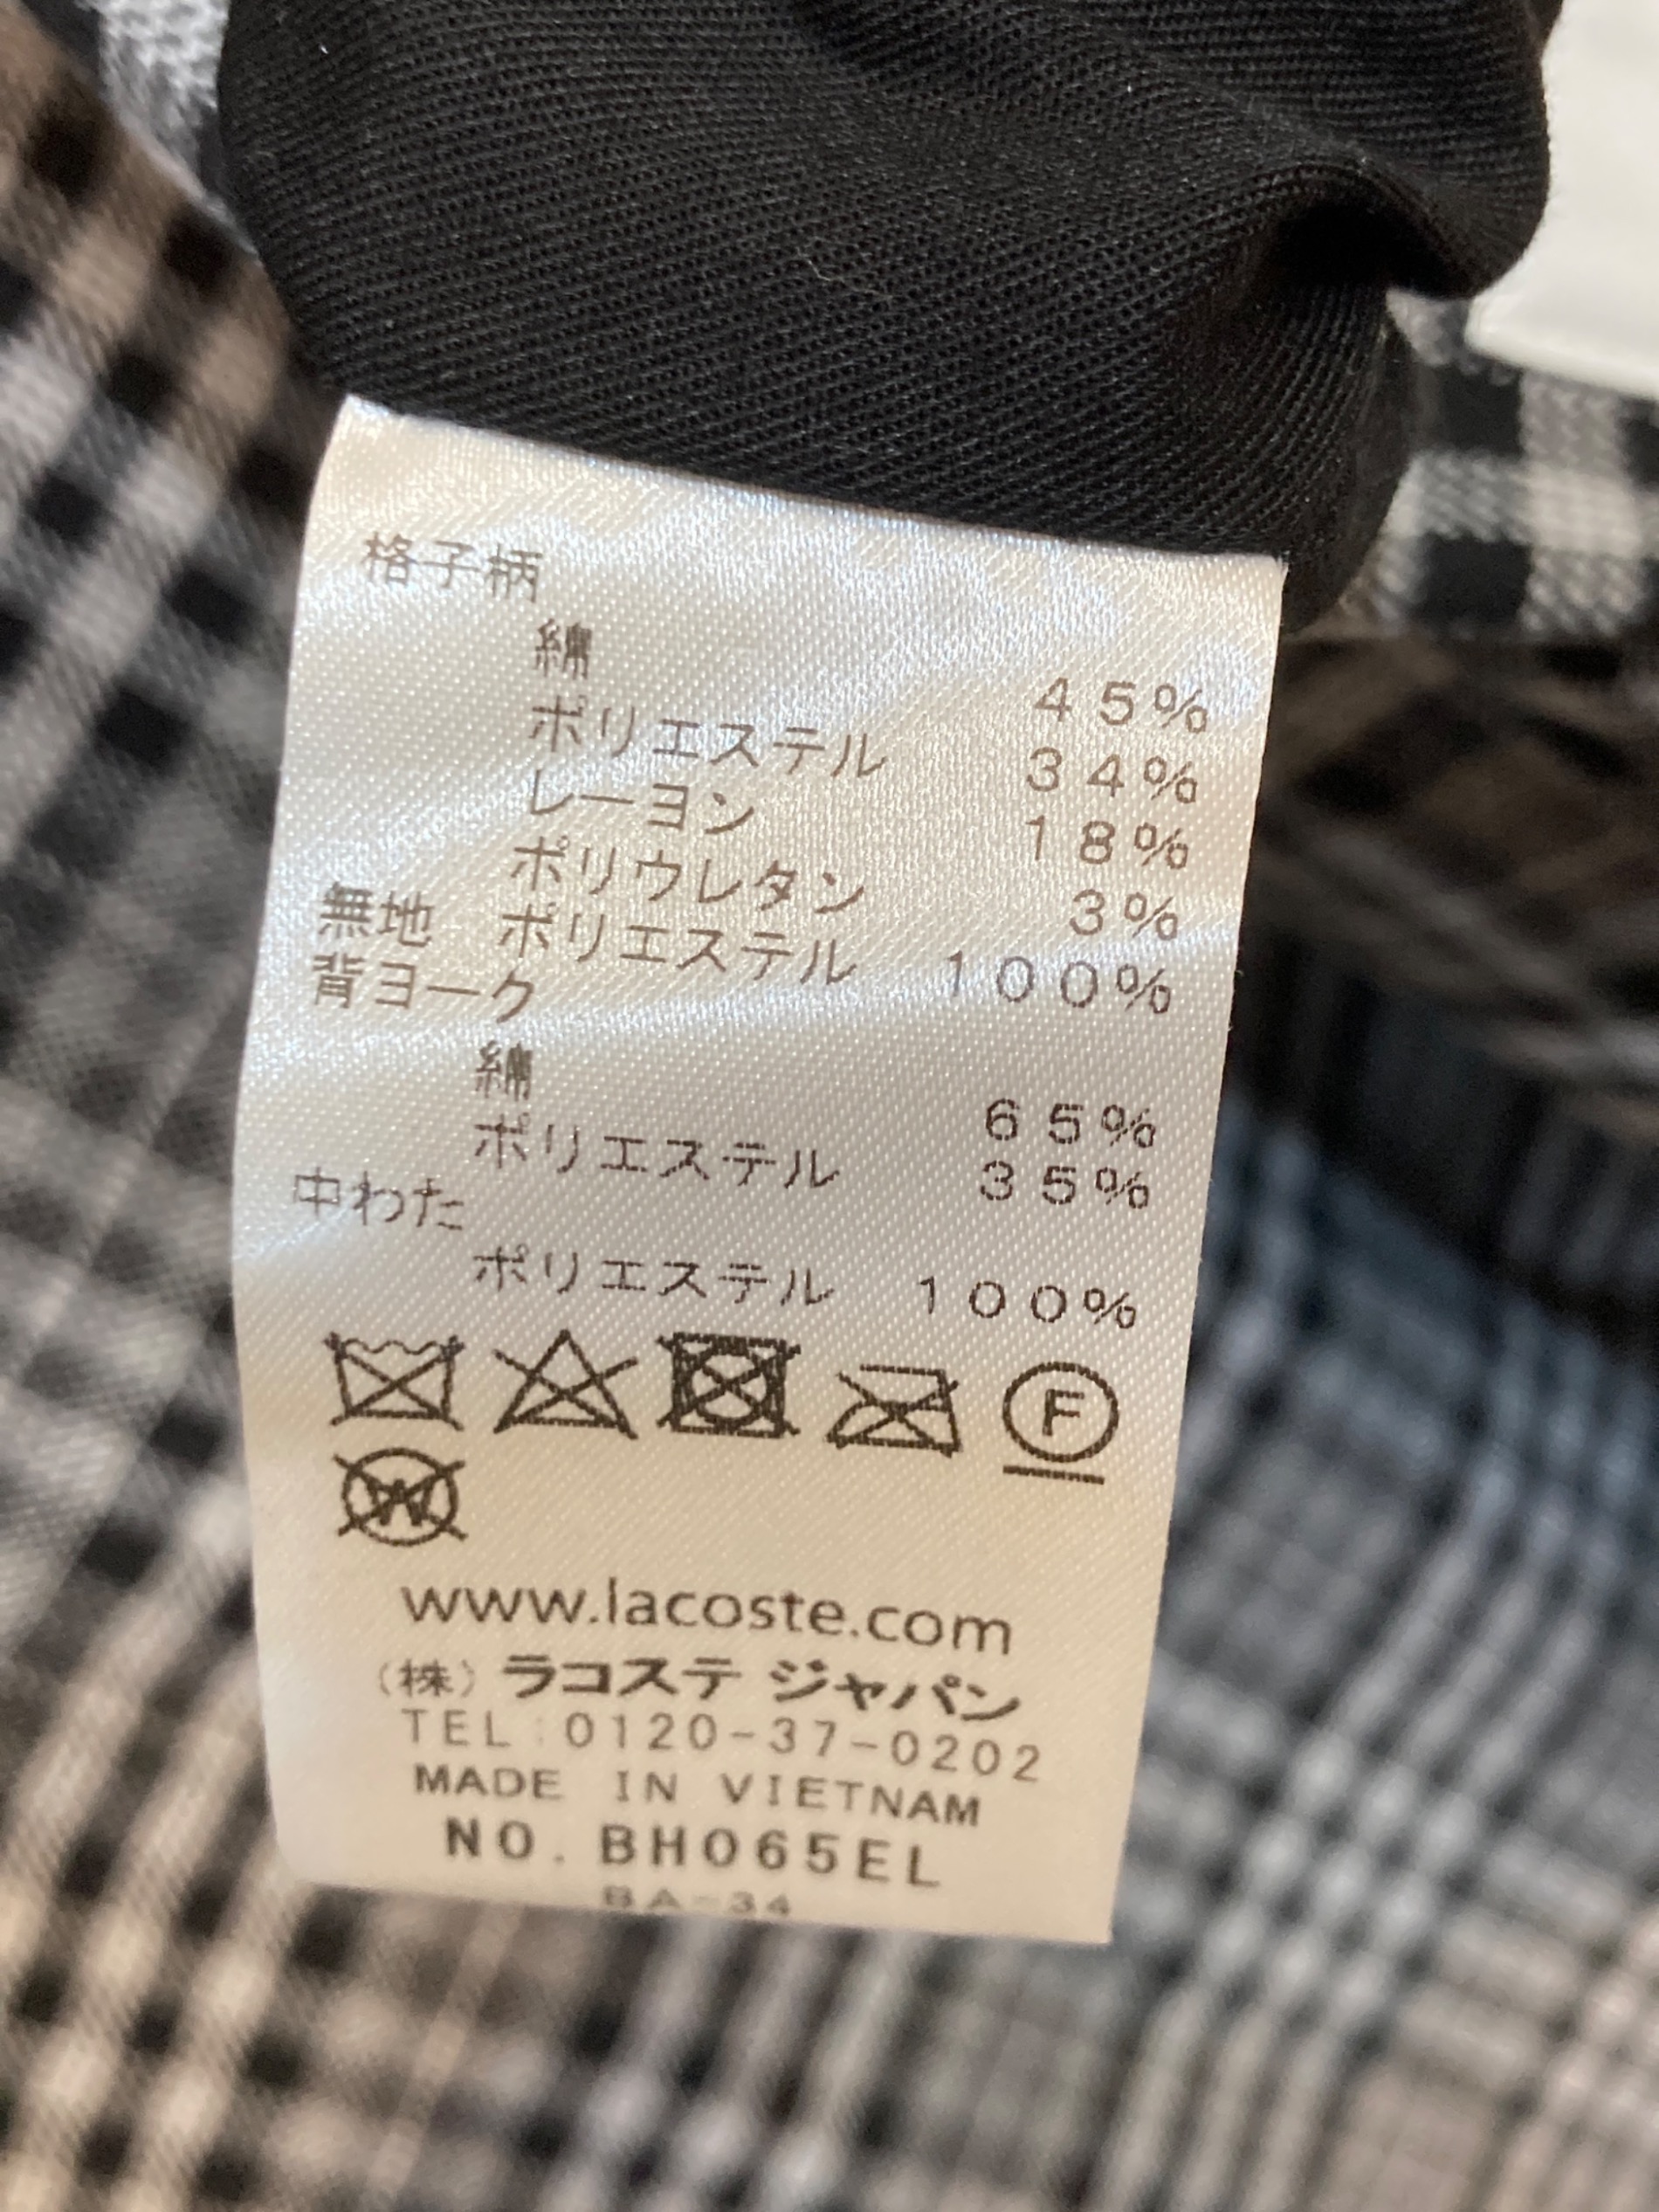 格子柄
綿 45%
ポリエステル 34%
レーヨン 18%
ポリウレタン 3%
無地 ポリエステル 100%
背ヨーク
綿 65%
ポリエステル 35%
中わた
ポリエステル 100%
F
W
www.lacoste.com
(株) ラコステ ジャパン
TEL:0120-37-0202
MADE IN VIETNAM
NO. BH065EL
BA-34